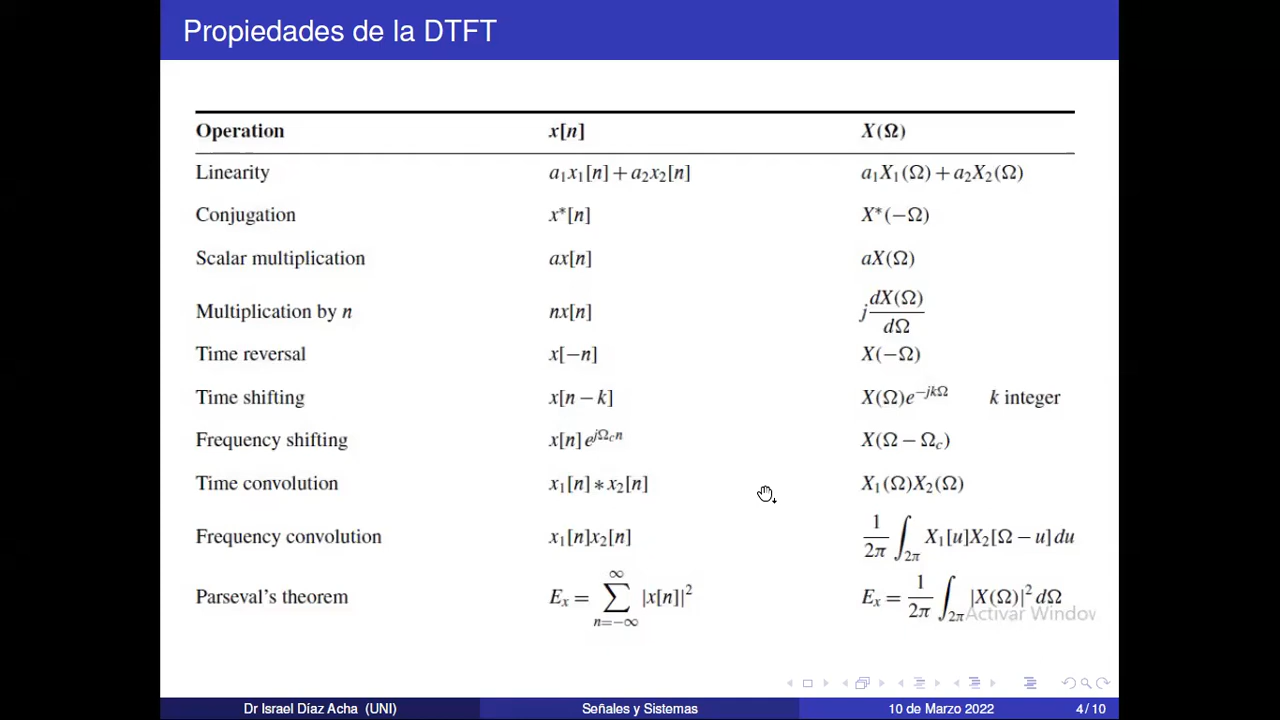 Propiedades de la DTFT
Operation x[n] X(Ω)
Linearity a₁x₁[n] + a₂x₂[n] a₁X₁(Ω) + a₂X₂(Ω)
Conjugation x*[n] X*(−Ω)
Scalar multiplication ax[n] aX(Ω)
Multiplication by n nx[n] j dX(Ω)/dΩ
Time reversal x[−n] X(−Ω)
Time shifting x[n − k] X(Ω)e^{−jkΩ} k integer
Frequency shifting x[n] e^{jΩ_c n} X(Ω − Ω_c)
Time convolution x₁[n] ∗ x₂[n] X₁(Ω)X₂(Ω)
Frequency convolution x₁[n]x₂[n] 1/2π ∫_{2π} X₁[u]X₂[Ω − u] du
Parseval's theorem E_x = ∑_{n=−∞}^{∞} |x[n]|² E_x = 1/2π ∫_{2π} |X(Ω)|² dΩ
Activar Window
Dr Israel Díaz Acha (UNI) Señales y Sistemas 10 de Marzo 2022 4 / 10